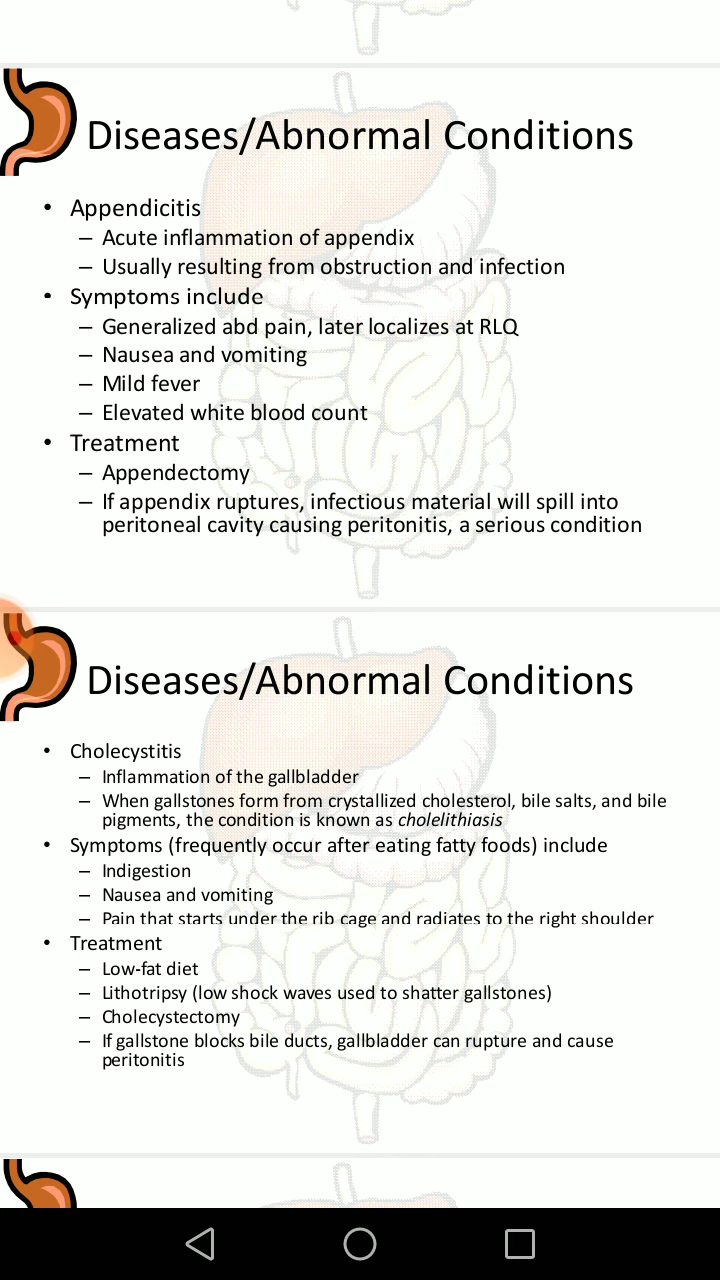 Diseases/Abnormal Conditions
• Appendicitis
– Acute inflammation of appendix
– Usually resulting from obstruction and infection
• Symptoms include
– Generalized abd pain, later localizes at RLQ
– Nausea and vomiting
– Mild fever
– Elevated white blood count
• Treatment
– Appendectomy
– If appendix ruptures, infectious material will spill into
peritoneal cavity causing peritonitis, a serious condition
Diseases/Abnormal Conditions
• Cholecystitis
– Inflammation of the gallbladder
– When gallstones form from crystallized cholesterol, bile salts, and bile
pigments, the condition is known as cholelithiasis
• Symptoms (frequently occur after eating fatty foods) include
– Indigestion
– Nausea and vomiting
– Pain that starts under the rib cage and radiates to the right shoulder
• Treatment
– Low-fat diet
– Lithotripsy (low shock waves used to shatter gallstones)
– Cholecystectomy
– If gallstone blocks bile ducts, gallbladder can rupture and cause
peritonitis